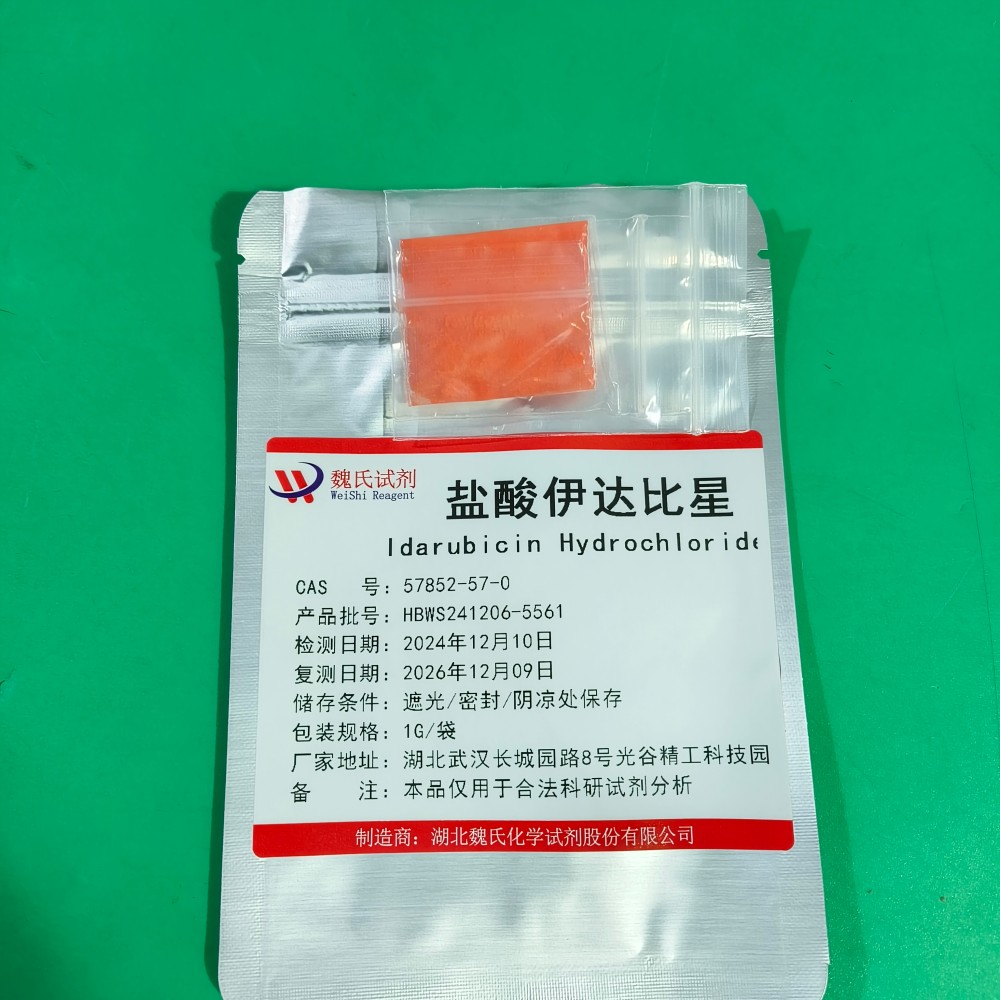 魏氏试剂
WeiShi Reagent
盐酸伊达比星
Idarubicin Hydrochloride
CAS 号：57852-57-0
产品批号：HBWS241206-5561
检测日期：2024年12月10日
复测日期：2026年12月09日
储存条件：遮光/密封/阴凉处保存
包装规格：1G/袋
厂家地址：湖北武汉长城园路8号光谷精工科技园
备 注：本品仅用于合法科研试剂分析
制造商：湖北魏氏化学试剂股份有限公司